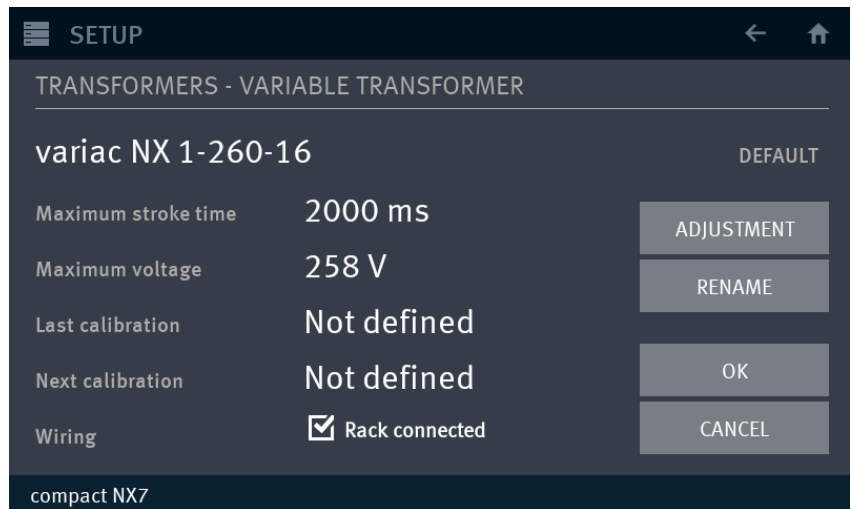 SETUP
TRANSFORMERS - VARIABLE TRANSFORMER
variac NX 1-260-16
DEFAULT
Maximum stroke time 2000 ms
ADJUSTMENT
Maximum voltage 258 V
RENAME
Last calibration Not defined
Next calibration Not defined
OK
Wiring Rack connected
CANCEL
compact NX7